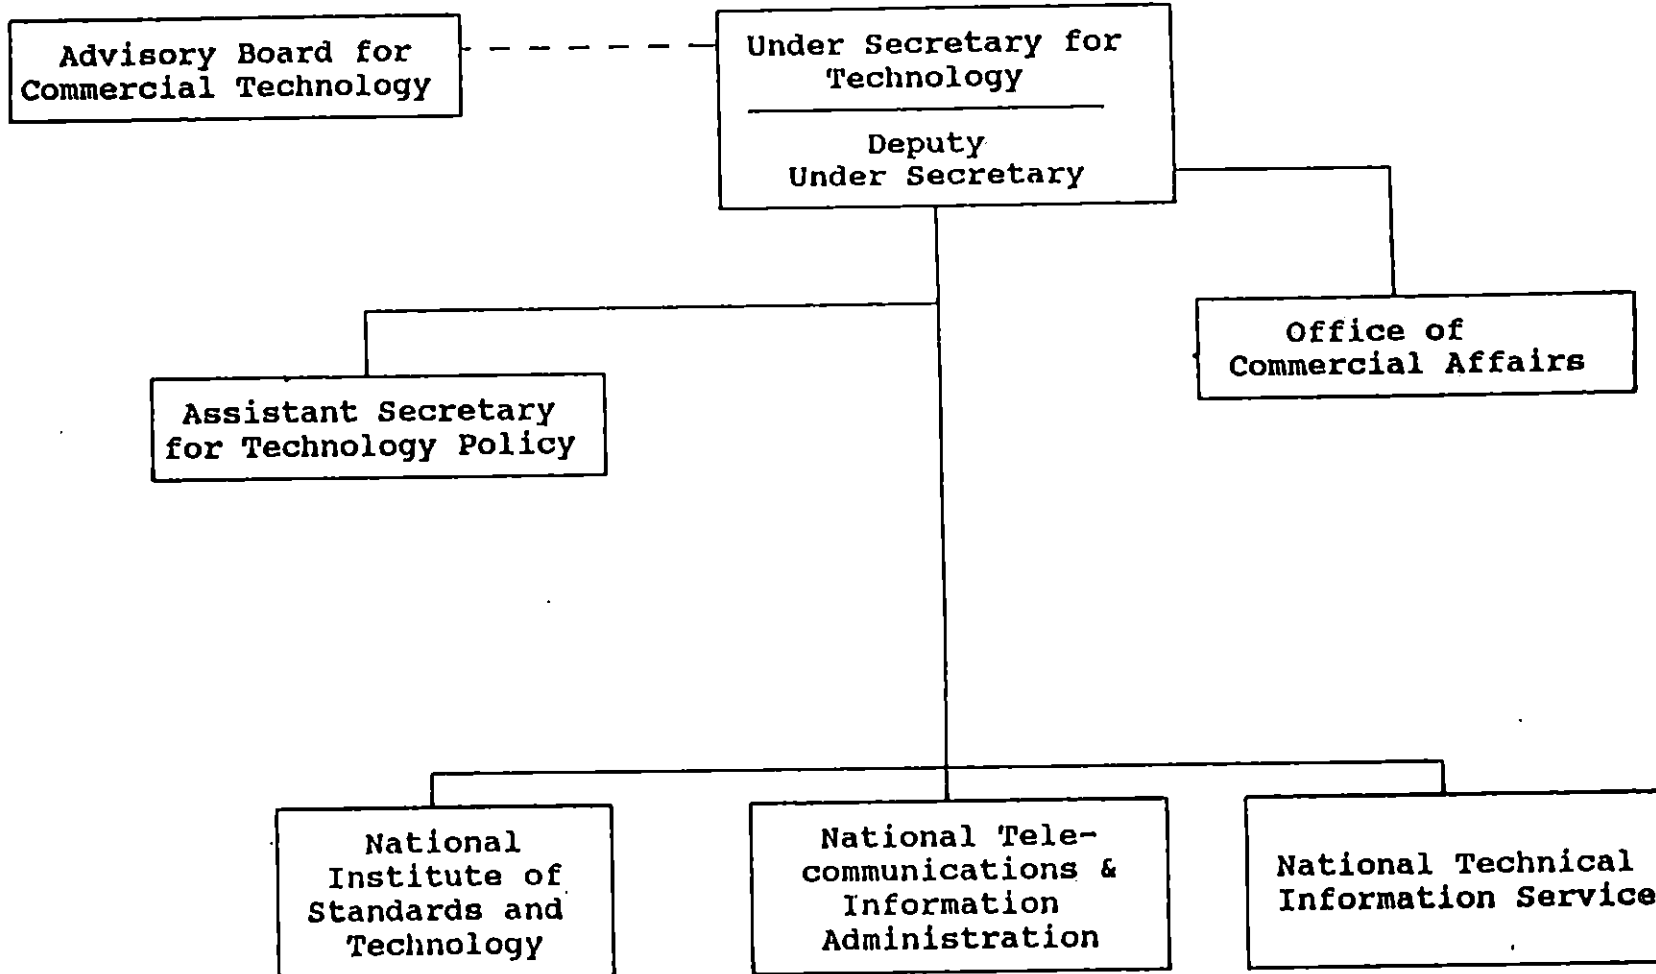 Advisory Board for
Commercial Technology
Under Secretary for
Technology
Deputy
Under Secretary
Office of
Commercial Affairs
Assistant Secretary
for Technology Policy
National
Institute of
Standards and
Technology
National Tele-
communications &
Information
Administration
National Technical
Information Service